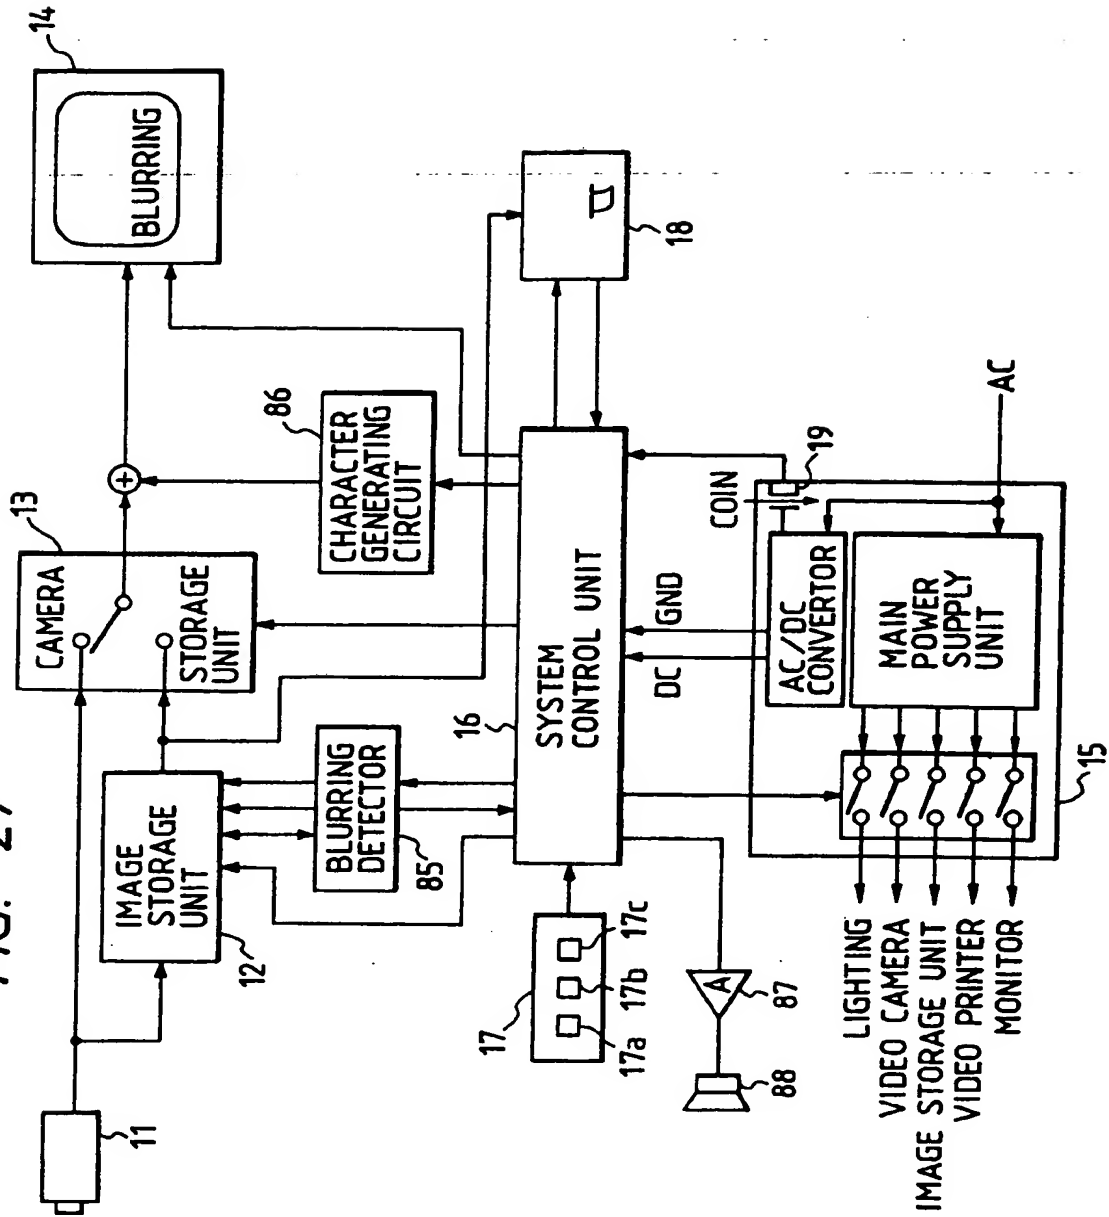 14
BLURRING
13
CAMERA
STORAGE
UNIT
86
CHARACTER
GENERATING
CIRCUIT
18
11
12
IMAGE
STORAGE
UNIT
BLURRING
DETECTOR
85
16
SYSTEM
CONTROL UNIT
17
17a
17b
17c
A
87
88
DC
GND
COIN
19
AC
AC/DC
CONVERTOR
MAIN
POWER
SUPPLY
UNIT
15
LIGHTING
VIDEO CAMERA
IMAGE STORAGE UNIT
VIDEO PRINTER
MONITOR